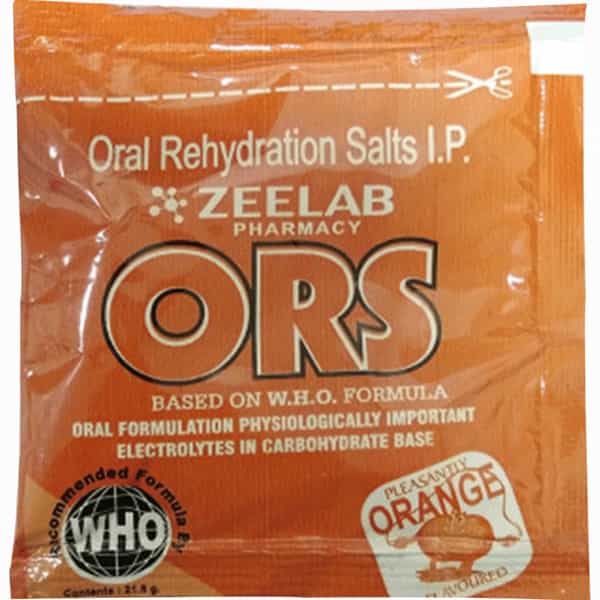 Oral Rehydration Salts I.P.
ZEELAB
PHARMACY
ORS
BASED ON W.H.O. FORMULA
ORAL FORMULATION PHYSIOLOGICALLY IMPORTANT
ELECTROLYTES IN CARBOHYDRATE BASE
Recommended Formula By
WHO
Contents : 21.8 g.
PLEASANTLY
ORANGE
FLAVOURED